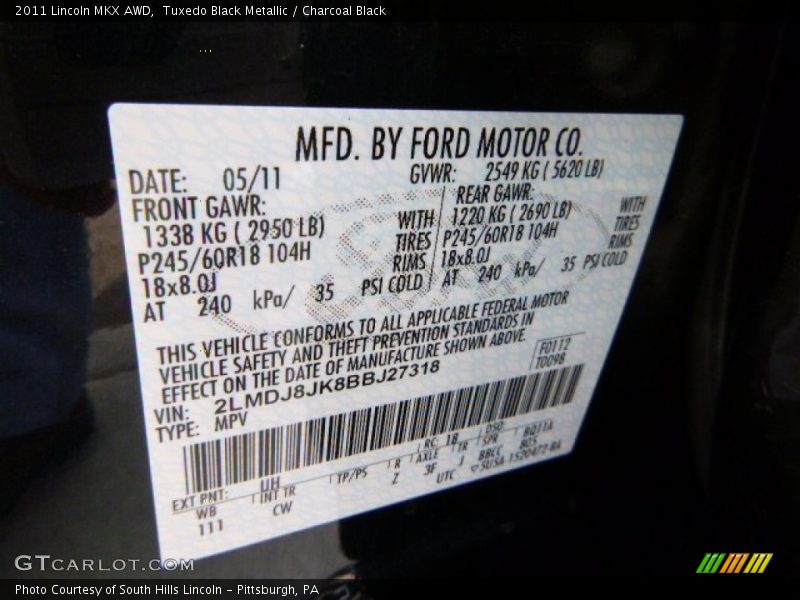 2011 Lincoln MKX AWD,  Tuxedo Black Metallic / Charcoal Black
MFD. BY FORD MOTOR CO.
DATE: 05/11
GVWR: 2549 KG ( 5620 LB)
FRONT GAWR:
1338 KG ( 2950 LB)
P245/60R18 104H
18x8.0J
AT 240 kPa/ 35 PSI COLD
WITH
TIRES
RIMS
REAR GAWR:
1220 KG ( 2690 LB)
P245/60R18 104H
18x8.0J
AT 240 kPa/ 35 PSI COLD
WITH
TIRES
RIMS
THIS VEHICLE CONFORMS TO ALL APPLICABLE FEDERAL MOTOR
VEHICLE SAFETY AND THEFT PREVENTION STANDARDS IN
EFFECT ON THE DATE OF MANUFACTURE SHOWN ABOVE.
F0112
T0098
VIN: 2LMDJ8JK8BBJ27318
TYPE: MPV
EXT PNT: UH RC: 18 DSO:
WB INT TR TP/PS R AXLE TR SPR BQ11A
111 CW Z 3F J BBCC BOS
UTC
GTCARLOT.COM
Photo Courtesy of South Hills Lincoln - Pittsburgh, PA